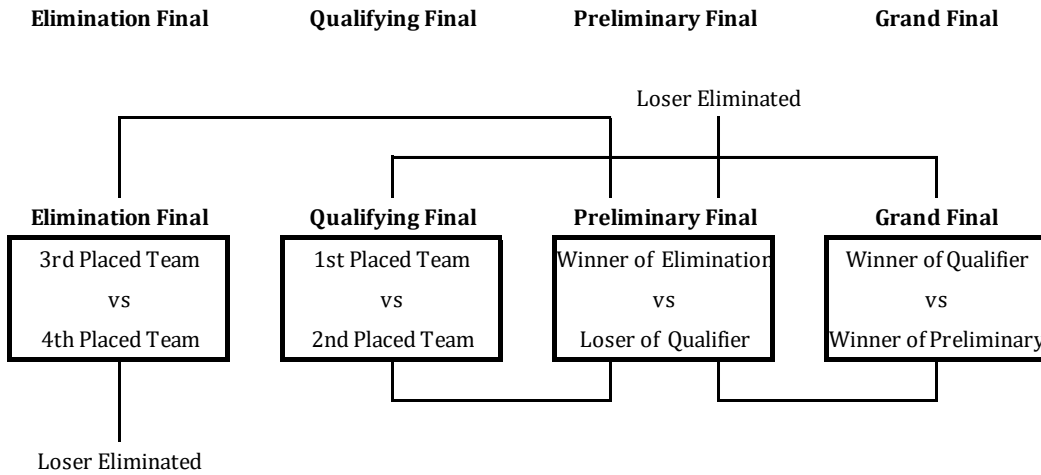 Elimination Final
Qualifying Final
Preliminary Final
Grand Final
Loser Eliminated
Elimination Final
Qualifying Final
Preliminary Final
Grand Final
3rd Placed Team
vs
4th Placed Team
1st Placed Team
vs
2nd Placed Team
Winner of Elimination
vs
Loser of Qualifier
Winner of Qualifier
vs
Winner of Preliminary
Loser Eliminated